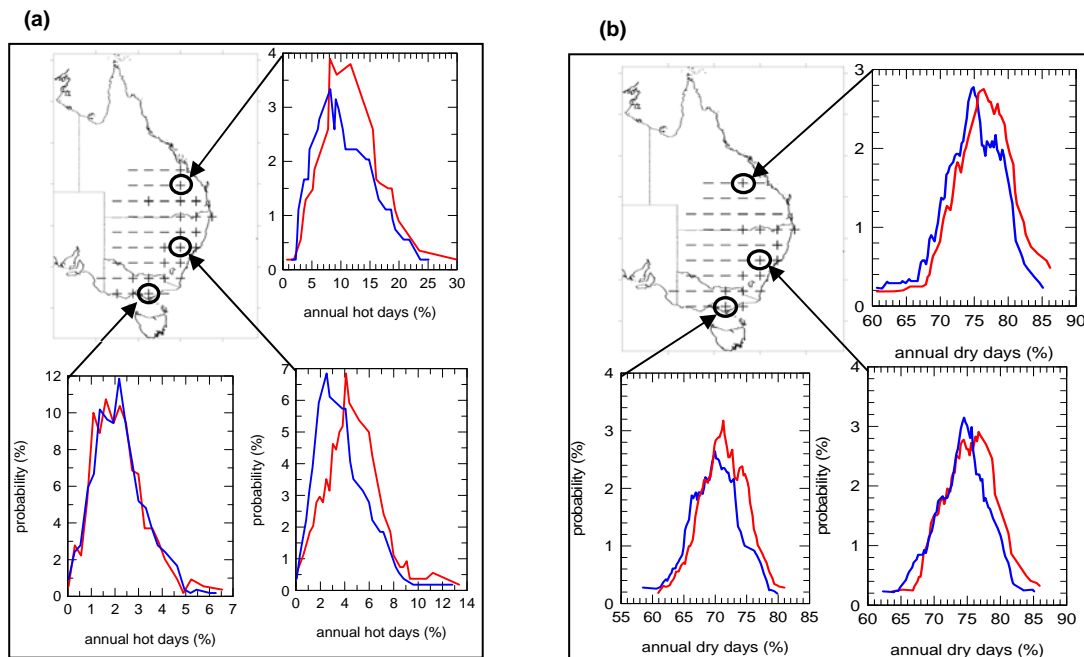 (a)
4
3
2
1
0
0 5 10 15 20 25 30
annual hot days (%)
12
10
8
6
4
2
0
probability (%)
0 1 2 3 4 5 6 7
annual hot days (%)
7
6
5
4
3
2
1
0
probability (%)
0 2 4 6 8 10 12 14
annual hot days (%)
(b)
3
2
1
0
60 65 70 75 80 85 90
annual dry days (%)
4
3
2
1
0
probability (%)
55 60 65 70 75 80 85
annual dry days (%)
4
3
2
1
0
probability (%)
60 65 70 75 80 85 90
annual dry days (%)